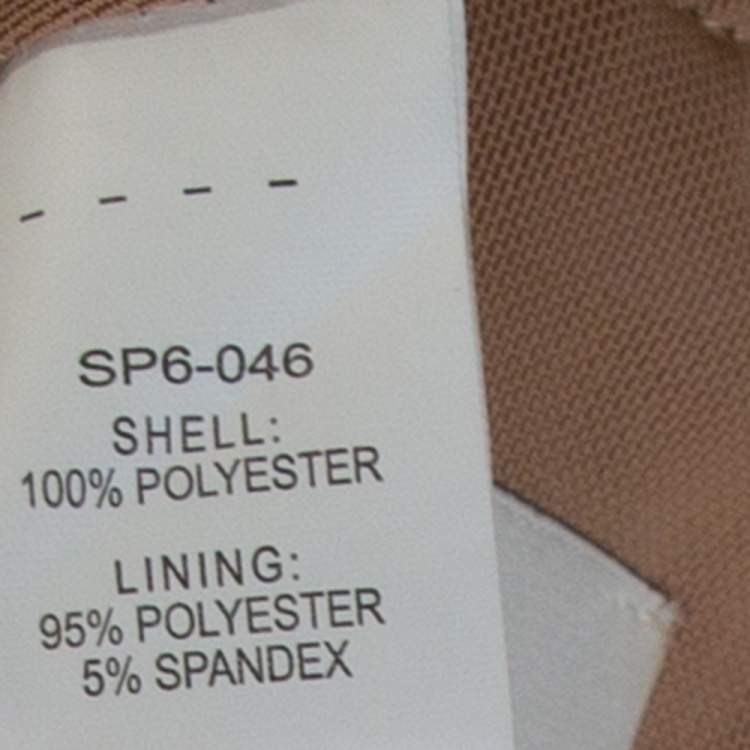 - - - -
SP6-046
SHELL:
100% POLYESTER
LINING:
95% POLYESTER
5% SPANDEX